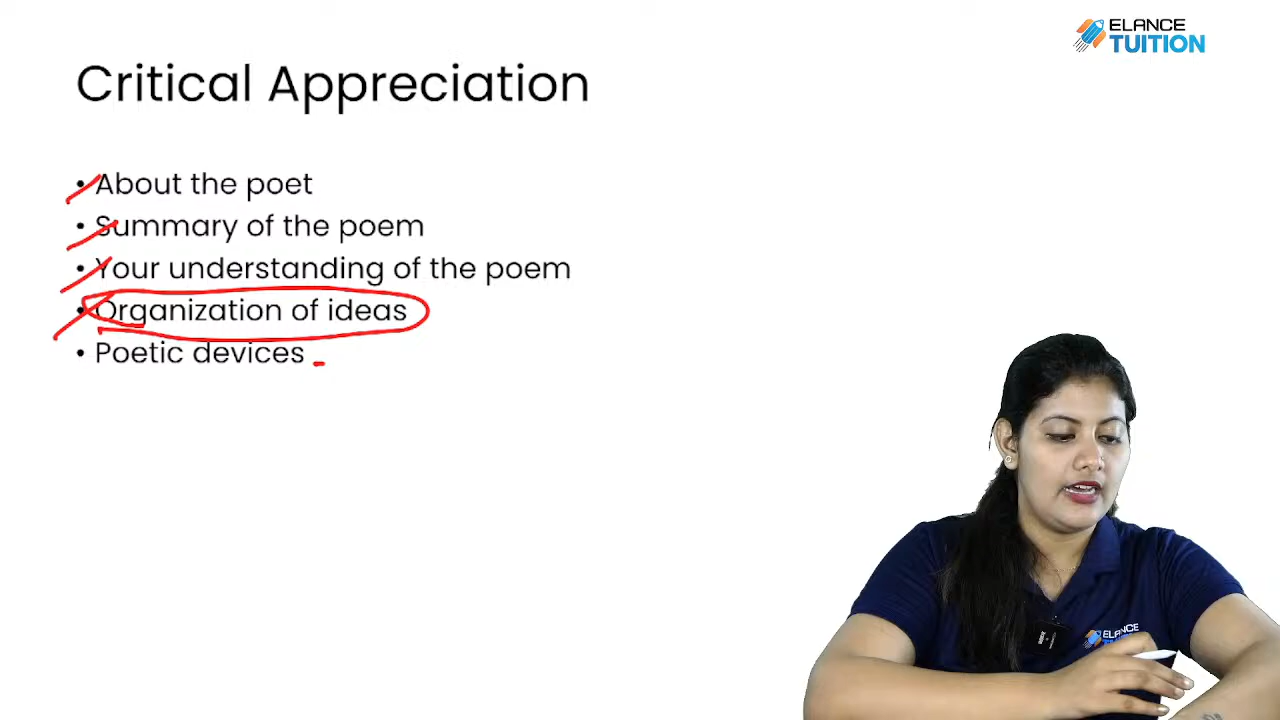 ELANCE
TUITION
Critical Appreciation
• About the poet
• Summary of the poem
• Your understanding of the poem
• Organization of ideas
• Poetic devices
ELANCE